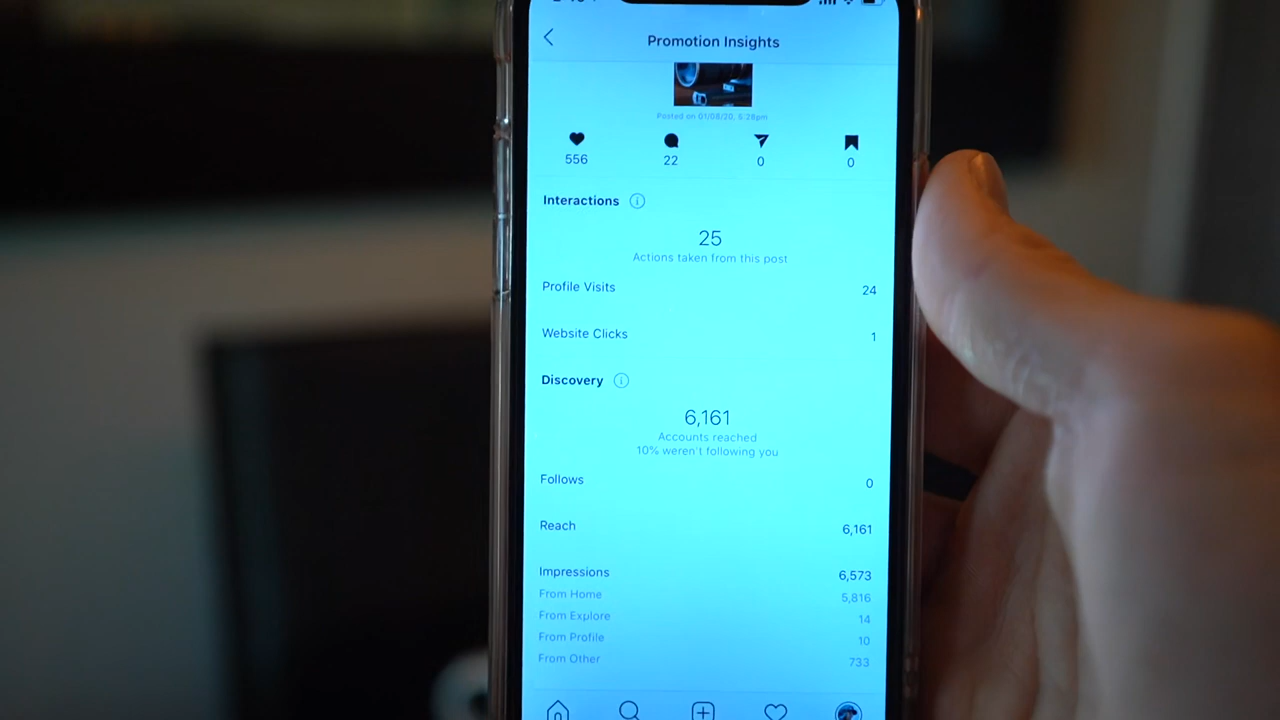 Promotion Insights
Posted on 01/08/20, 5:28pm
556 22 0 0
Interactions
25
Actions taken from this post
Profile Visits 24
Website Clicks 1
Discovery
6,161
Accounts reached
10% weren't following you
Follows 0
Reach 6,161
Impressions 6,573
From Home 5,816
From Explore 14
From Profile 10
From Other 733